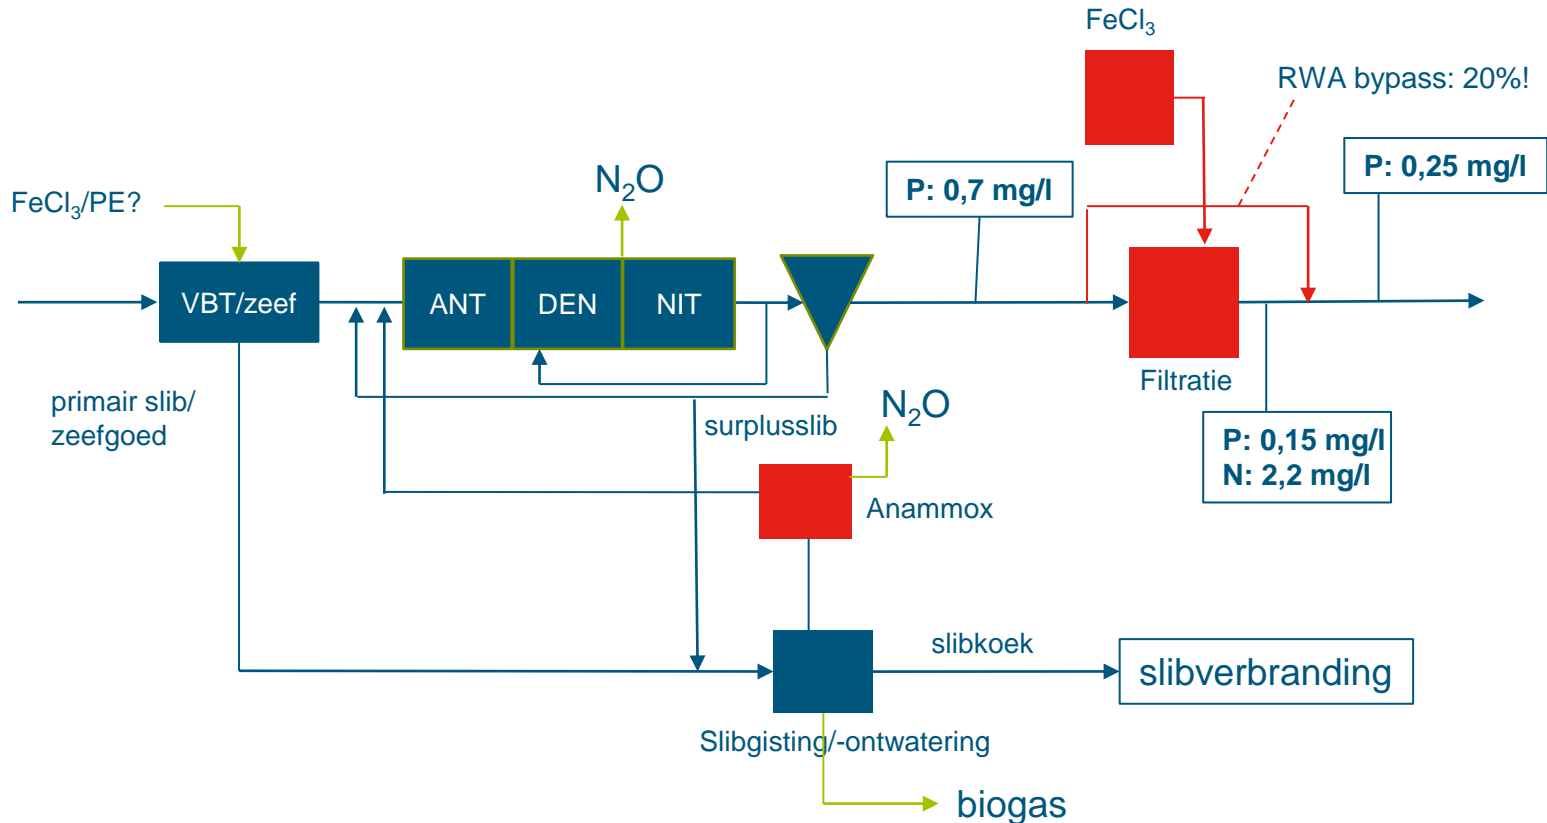 FeCl₃
RWA bypass: 20%!
P: 0,25 mg/l
P: 0,7 mg/l
N₂O
FeCl₃/PE?
VBT/zeef
ANT
DEN
NIT
Filtratie
primair slib/
zeefgoed
surplusslib
N₂O
P: 0,15 mg/l
N: 2,2 mg/l
Anammox
slibkoek
slibverbranding
Slibgisting/-ontwatering
biogas